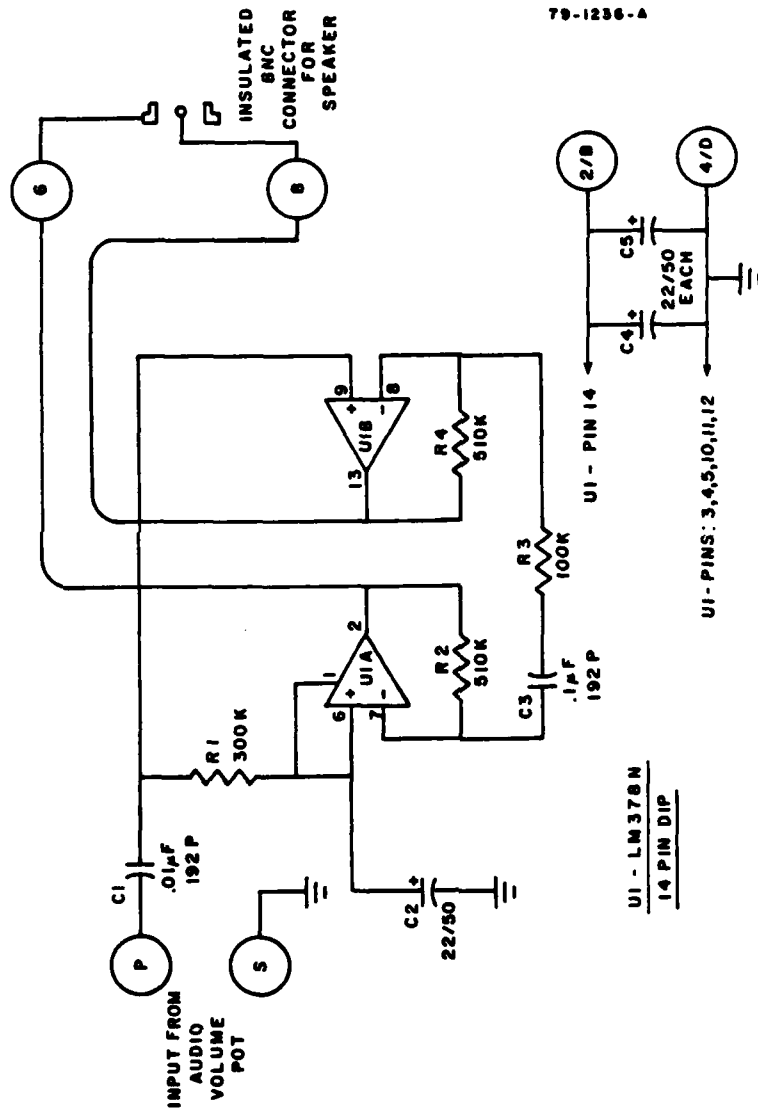 79-1236-A
INSULATED
BNC
CONNECTOR
FOR
SPEAKER
6
8
INPUT FROM
AUDIO
VOLUME
POT
P
S
C1
.01µF
192P
R1
300K
C2
+
22/50
1
6
+
7
-
U1A
2
R2
510K
C3
.1µF
192P
R3
100K
9
+
8
-
U1B
13
R4
510K
U1 - PIN 14
2/B
C4
+
C5
+
22/50
EACH
U1 - PINS: 3,4,5,10,11,12
4/D
U1 - LM378N
14 PIN DIP